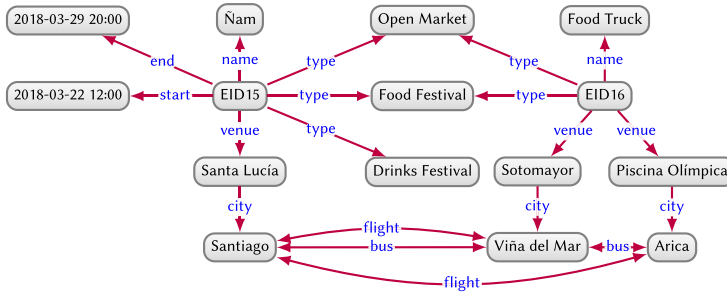 2018-03-29 20:00
Ñam
Open Market
Food Truck
end
name
type
type
name
2018-03-22 12:00
start
EID15
type
Food Festival
type
EID16
venue
type
venue
venue
Santa Lucía
Drinks Festival
Sotomayor
Piscina Olímpica
city
city
city
flight
Santiago
bus
Viña del Mar
bus
Arica
flight